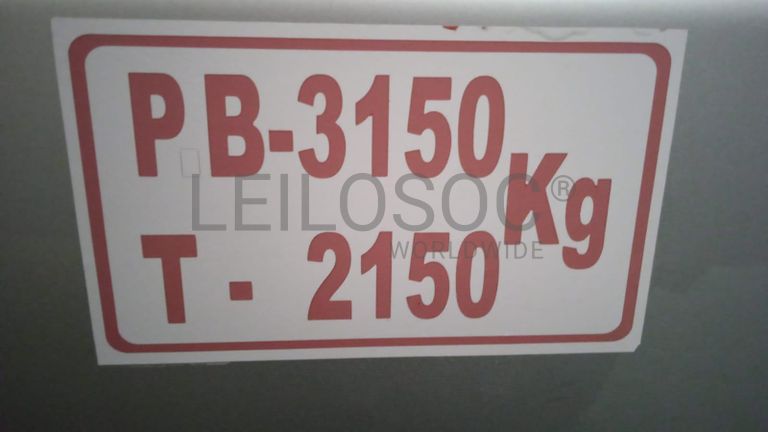 P B-3150
Kg
T - 2150
LEILOSOC®
WORLDWIDE